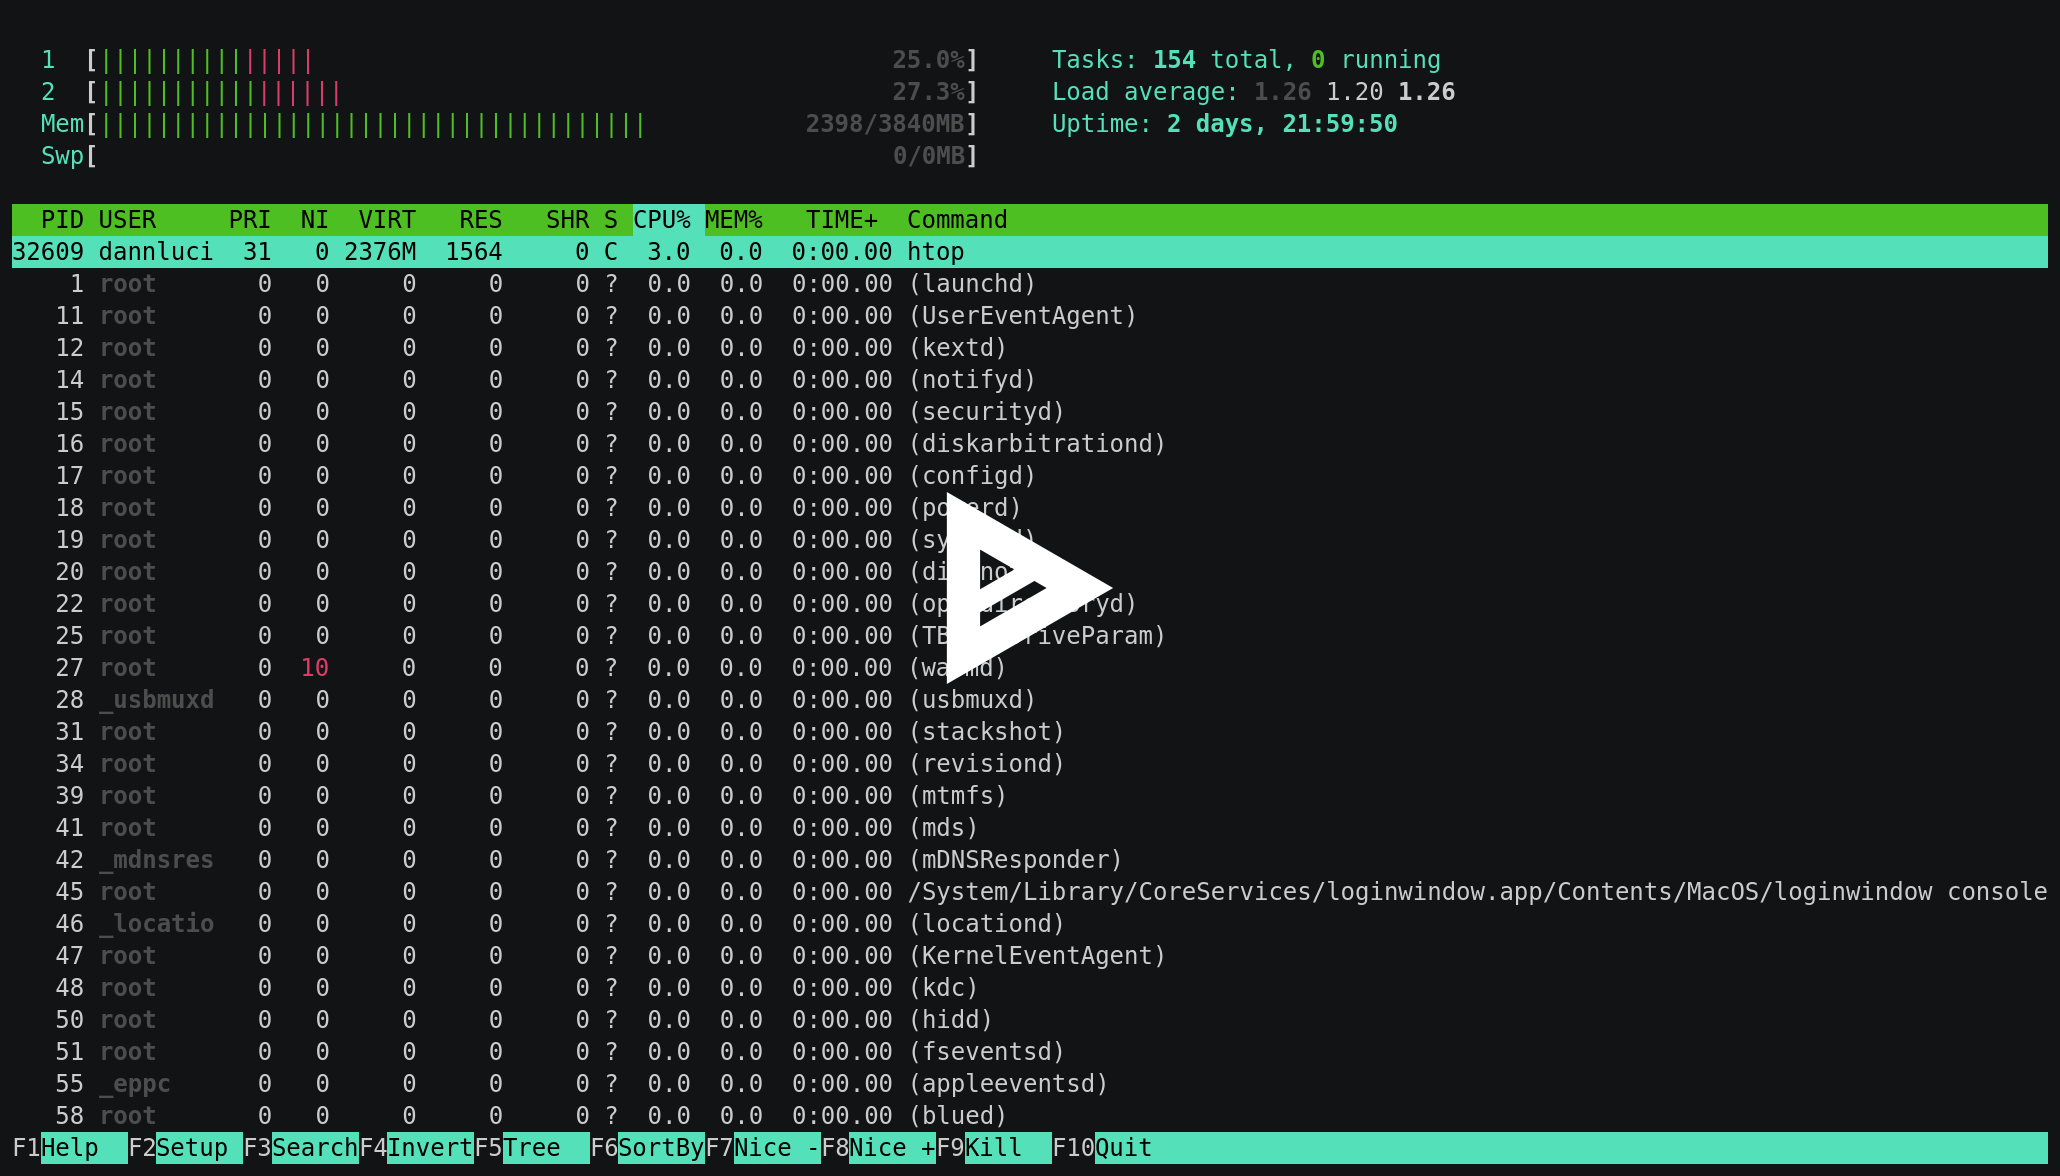 1 [||||||||||||||| 25.0%] Tasks: 154 total, 0 running
2 [||||||||||||||||| 27.3%] Load average: 1.26 1.20 1.26
Mem[|||||||||||||||||||||||||||||||||||||| 2398/3840MB] Uptime: 2 days, 21:59:50
Swp[ 0/0MB]
PID USER PRI NI VIRT RES SHR S CPU% MEM% TIME+ Command
32609 dannluci 31 0 2376M 1564 0 C 3.0 0.0 0:00.00 htop
1 root 0 0 0 0 0 ? 0.0 0.0 0:00.00 (launchd)
11 root 0 0 0 0 0 ? 0.0 0.0 0:00.00 (UserEventAgent)
12 root 0 0 0 0 0 ? 0.0 0.0 0:00.00 (kextd)
14 root 0 0 0 0 0 ? 0.0 0.0 0:00.00 (notifyd)
15 root 0 0 0 0 0 ? 0.0 0.0 0:00.00 (securityd)
16 root 0 0 0 0 0 ? 0.0 0.0 0:00.00 (diskarbitrationd)
17 root 0 0 0 0 0 ? 0.0 0.0 0:00.00 (configd)
18 root 0 0 0 0 0 ? 0.0 0.0 0:00.00 (powerd)
19 root 0 0 0 0 0 ? 0.0 0.0 0:00.00
20 root 0 0 0 0 0 ? 0.0 0.0 0:00.00
22 root 0 0 0 0 0 ? 0.0 0.0 0:00.00 (opendirectoryd)
25 root 0 0 0 0 0 ? 0.0 0.0 0:00.00
27 root 0 10 0 0 0 ? 0.0 0.0 0:00.00 (warmd)
28 _usbmuxd 0 0 0 0 0 ? 0.0 0.0 0:00.00 (usbmuxd)
31 root 0 0 0 0 0 ? 0.0 0.0 0:00.00 (stackshot)
34 root 0 0 0 0 0 ? 0.0 0.0 0:00.00 (revisiond)
39 root 0 0 0 0 0 ? 0.0 0.0 0:00.00 (mtmfs)
41 root 0 0 0 0 0 ? 0.0 0.0 0:00.00 (mds)
42 _mdnsres 0 0 0 0 0 ? 0.0 0.0 0:00.00 (mDNSResponder)
45 root 0 0 0 0 0 ? 0.0 0.0 0:00.00 /System/Library/CoreServices/loginwindow.app/Contents/MacOS/loginwindow console
46 _locatio 0 0 0 0 0 ? 0.0 0.0 0:00.00 (locationd)
47 root 0 0 0 0 0 ? 0.0 0.0 0:00.00 (KernelEventAgent)
48 root 0 0 0 0 0 ? 0.0 0.0 0:00.00 (kdc)
50 root 0 0 0 0 0 ? 0.0 0.0 0:00.00 (hidd)
51 root 0 0 0 0 0 ? 0.0 0.0 0:00.00 (fseventsd)
55 _eppc 0 0 0 0 0 ? 0.0 0.0 0:00.00 (appleeventsd)
58 root 0 0 0 0 0 ? 0.0 0.0 0:00.00 (blued)
F1Help F2Setup F3SearchF4InvertF5Tree F6SortByF7Nice -F8Nice +F9Kill F10Quit